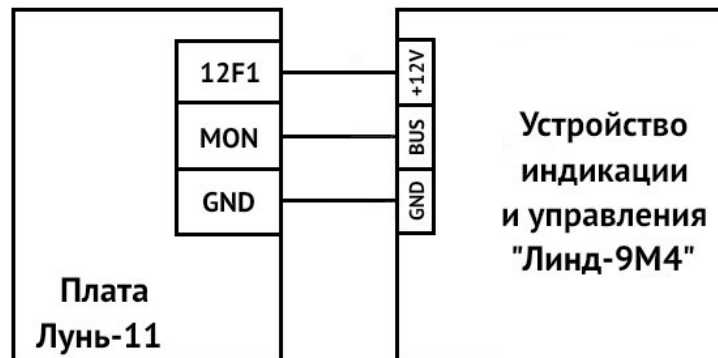 12F1
MON
GND
Плата
Лунь-11
+12V
BUS
GND
Устройство
индикации
и управления
"Линд-9М4"